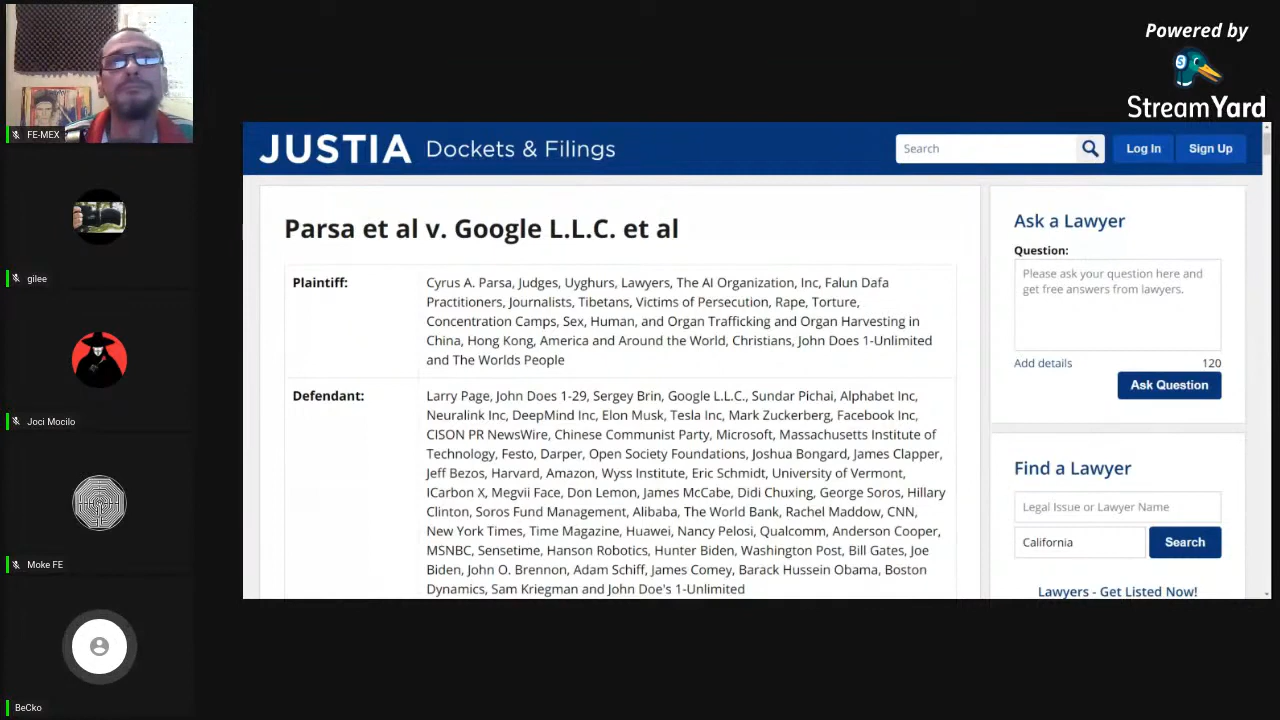 Powered by
StreamYard
FE-MEX
gilee
Joci Mocilo
Moke FE
BeCko
JUSTIA Dockets & Filings
Search
Log In
Sign Up
Parsa et al v. Google L.L.C. et al
Plaintiff:
Cyrus A. Parsa, Judges, Uyghurs, Lawyers, The AI Organization, Inc, Falun Dafa
Practitioners, Journalists, Tibetans, Victims of Persecution, Rape, Torture,
Concentration Camps, Sex, Human, and Organ Trafficking and Organ Harvesting in
China, Hong Kong, America and Around the World, Christians, John Does 1-Unlimited
and The Worlds People
Defendant:
Larry Page, John Does 1-29, Sergey Brin, Google L.L.C., Sundar Pichai, Alphabet Inc,
Neuralink Inc, DeepMind Inc, Elon Musk, Tesla Inc, Mark Zuckerberg, Facebook Inc,
CISON PR NewsWire, Chinese Communist Party, Microsoft, Massachusetts Institute of
Technology, Festo, Darper, Open Society Foundations, Joshua Bongard, James Clapper,
Jeff Bezos, Harvard, Amazon, Wyss Institute, Eric Schmidt, University of Vermont,
ICarbon X, Megvii Face, Don Lemon, James McCabe, Didi Chuxing, George Soros, Hillary
Clinton, Soros Fund Management, Alibaba, The World Bank, Rachel Maddow, CNN,
New York Times, Time Magazine, Huawei, Nancy Pelosi, Qualcomm, Anderson Cooper,
MSNBC, Sensetime, Hanson Robotics, Hunter Biden, Washington Post, Bill Gates, Joe
Biden, John O. Brennon, Adam Schiff, James Comey, Barack Hussein Obama, Boston
Dynamics, Sam Kriegman and John Doe's 1-Unlimited
Ask a Lawyer
Question:
Please ask your question here and
get free answers from lawyers.
Add details
120
Ask Question
Find a Lawyer
Legal Issue or Lawyer Name
California
Search
Lawyers - Get Listed Now!